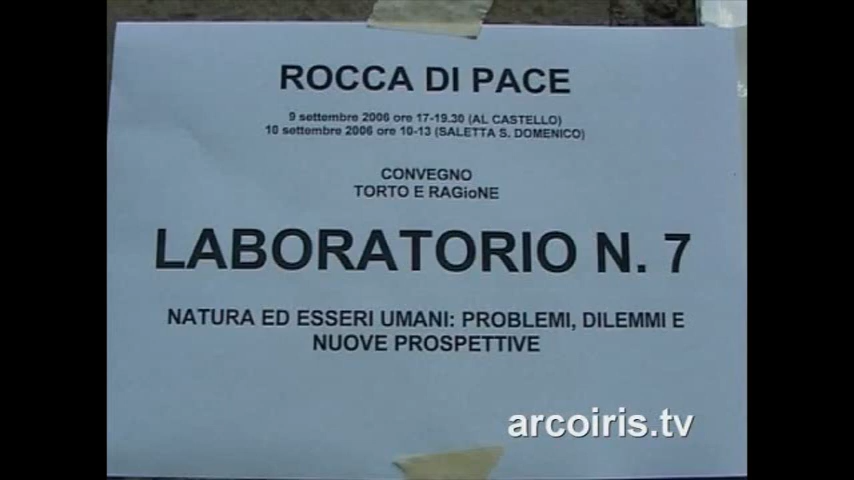 ROCCA DI PACE
9 settembre 2006 ore 17-19.30 (AL CASTELLO)
10 settembre 2006 ore 10-13 (SALETTA S. DOMENICO)
CONVEGNO
TORTO E RAGioNE
LABORATORIO N. 7
NATURA ED ESSERI UMANI: PROBLEMI, DILEMMI E
NUOVE PROSPETTIVE
arcoiris.tv